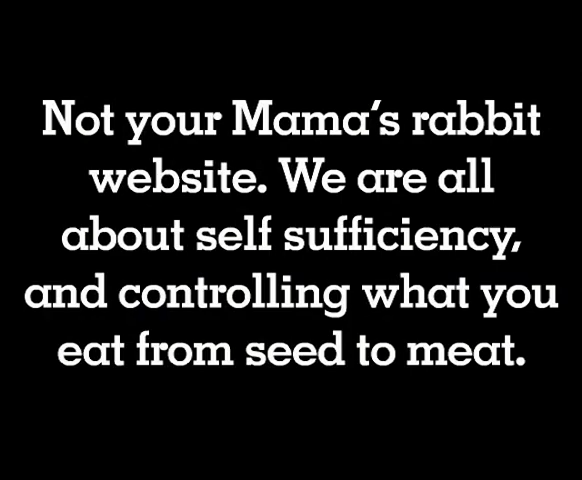 Not your Mama's rabbit
website. We are all
about self sufficiency,
and controlling what you
eat from seed to meat.